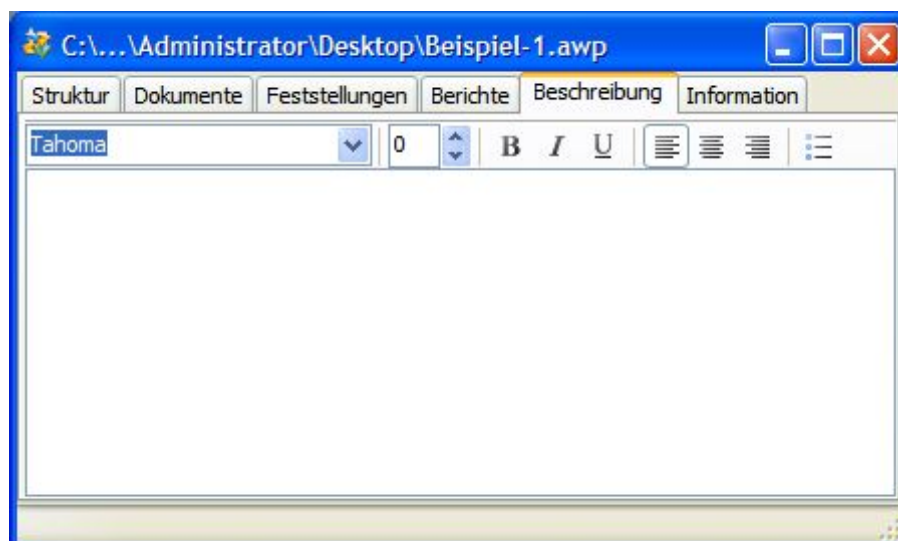 C:\...\Administrator\Desktop\Beispiel-1.awp
Struktur Dokumente Feststellungen Berichte Beschreibung Information
Tahoma 0 B I U